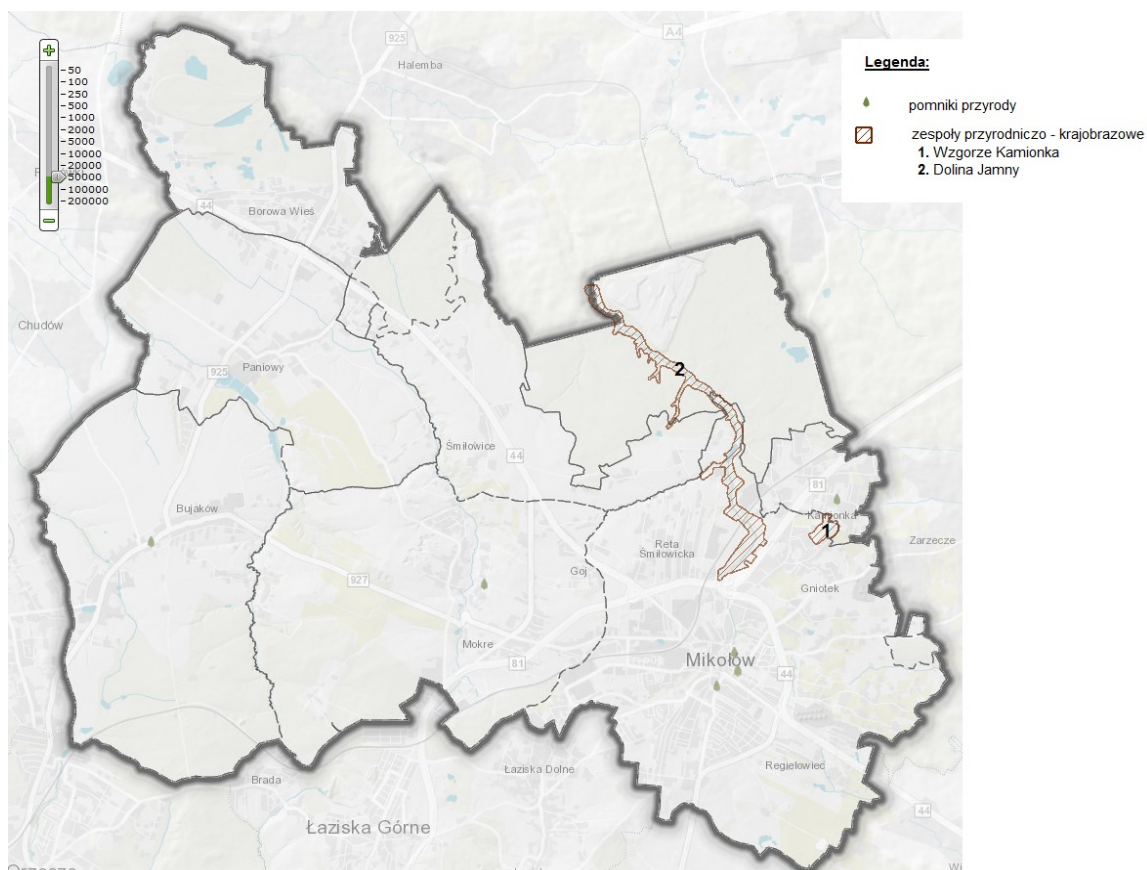 925
A4
Halemba
+
50
100
250
500
1000
2000
5000
10000
20000
50000
100000
200000
−
Legenda:
pomniki przyrody
zespoły przyrodniczo - krajobrazowe
1. Wzgorze Kamionka
2. Dolina Jamny
44
Borowa Wieś
Chudów
Paniowy
925
2
Śmiłowice
44
81
Kamionka
1
Bujaków
Reta
Śmiłowicka
Zarzecze
Goj
927
Gniotek
Mokre
81
Mikołów
44
Regielowiec
Brada
Łaziska Dolne
Łaziska Górne
44
Orzesze